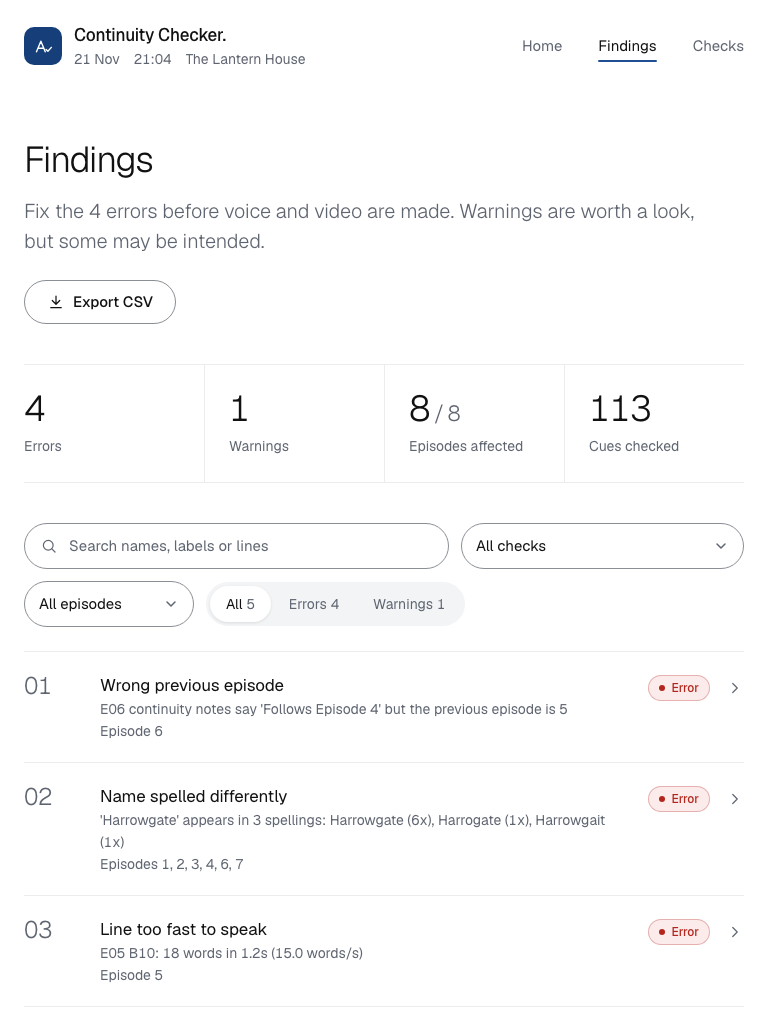 Continuity Checker.
21 Nov 21:04 The Lantern House
Home Findings Checks
Findings
Fix the 4 errors before voice and video are made. Warnings are worth a look,
but some may be intended.
Export CSV
4 1 8 / 8 113
Errors Warnings Episodes affected Cues checked
Search names, labels or lines All checks
All episodes All 5 Errors 4 Warnings 1
01 Wrong previous episode Error
E06 continuity notes say 'Follows Episode 4' but the previous episode is 5
Episode 6
02 Name spelled differently Error
'Harrowgate' appears in 3 spellings: Harrowgate (6x), Harrogate (1x), Harrowgait
(1x)
Episodes 1, 2, 3, 4, 6, 7
03 Line too fast to speak Error
E05 B10: 18 words in 1.2s (15.0 words/s)
Episode 5